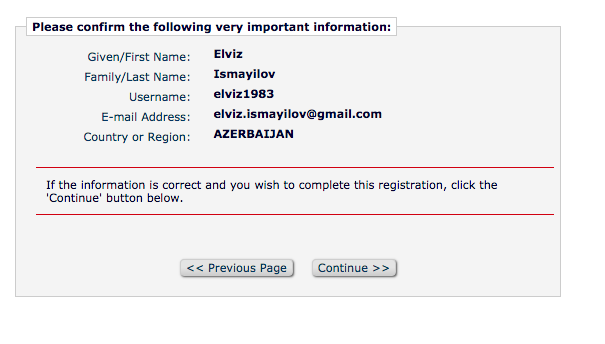 Please confirm the following very important information:
Given/First Name: Elviz
Family/Last Name: Ismayilov
Username: elviz1983
E-mail Address: elviz.ismayilov@gmail.com
Country or Region: AZERBAIJAN
If the information is correct and you wish to complete this registration, click the
'Continue' button below.
<< Previous Page Continue >>